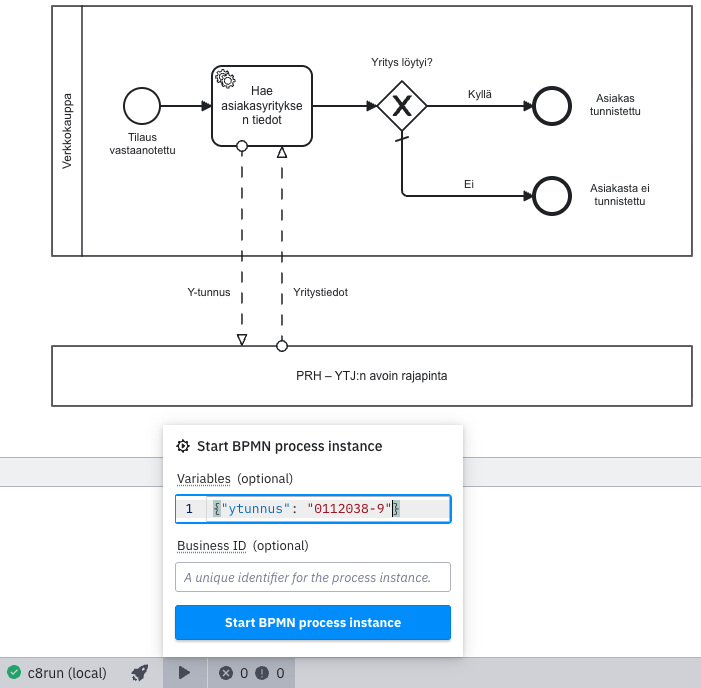 Verkkokauppa
Tilaus
vastaanotettu
Hae
asiakasyritykse
n tiedot
Yritys löytyi?
Kyllä
Asiakas
tunnistettu
Ei
Asiakasta ei
tunnistettu
Y-tunnus
Yritystiedot
PRH – YTJ:n avoin rajapinta
Start BPMN process instance
Variables (optional)
1 {"ytunnus": "0112038-9"}
Business ID (optional)
A unique identifier for the process instance.
Start BPMN process instance
c8run (local) 0 0